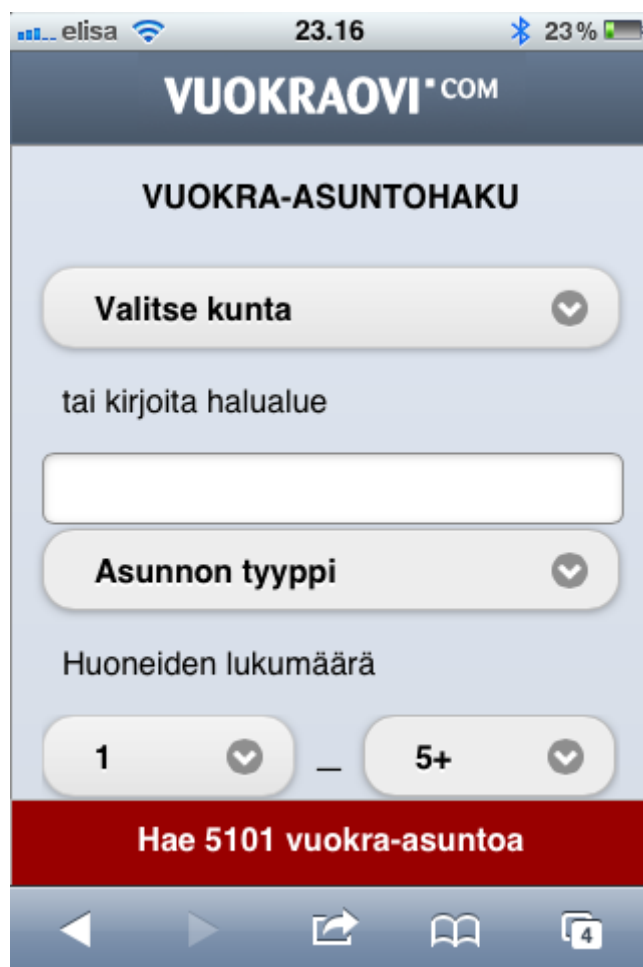 elisa 23.16 23%
VUOKRAOVI.COM
VUOKRA-ASUNTOHAKU
Valitse kunta
tai kirjoita halualue
Asunnon tyyppi
Huoneiden lukumäärä
1 – 5+
Hae 5101 vuokra-asuntoa
4